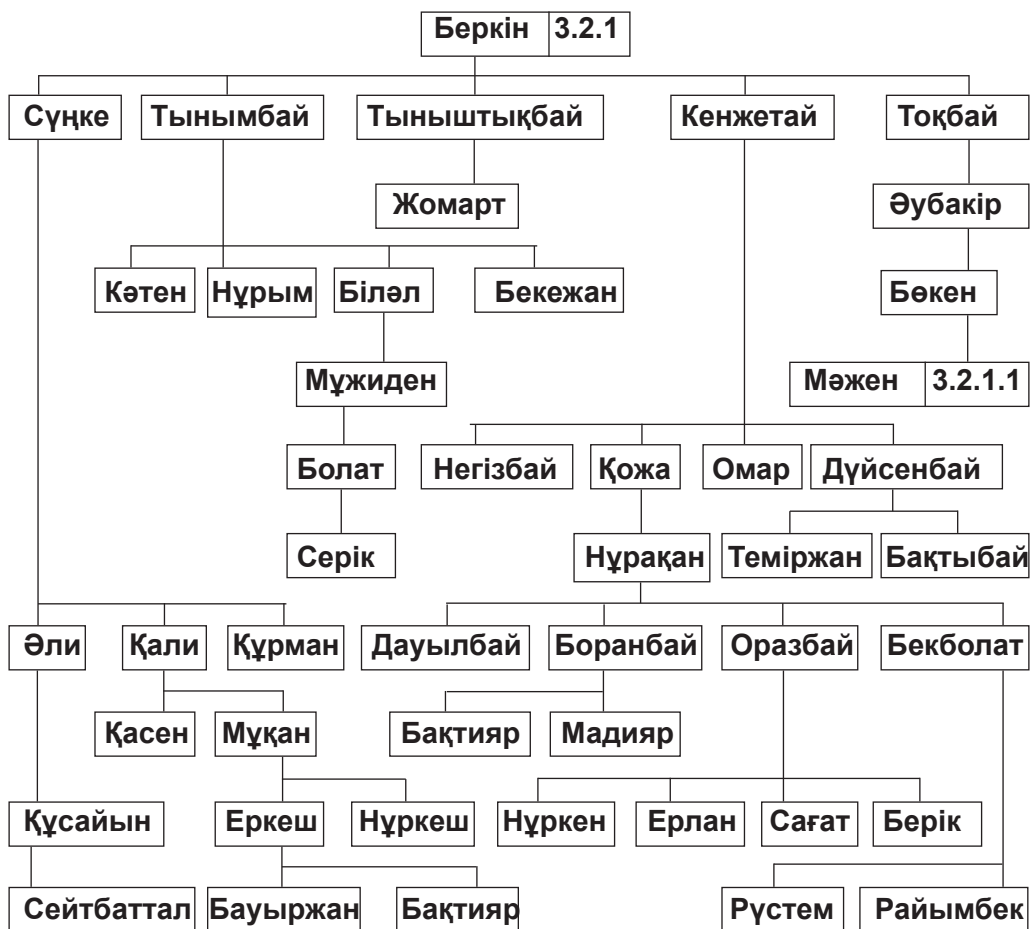 Беркін 3.2.1
Сүңке Тынымбай Тыныштықбай Кенжетай Тоқбай
Жомарт Әубакір
Кәтен Нұрым Біләл Бекежан Бөкен
Мұжиден Мәжен 3.2.1.1
Болат Негізбай Қожа Омар Дүйсенбай
Серік Нұрақан Теміржан Бақтыбай
Әли Қали Құрман Дауылбай Боранбай Оразбай Бекболат
Қасен Мұқан Бақтияр Мадияр
Құсайын Еркеш Нұркеш Нұркен Ерлан Сағат Берік
Сейтбаттал Бауыржан Бақтияр Рүстем Райымбек